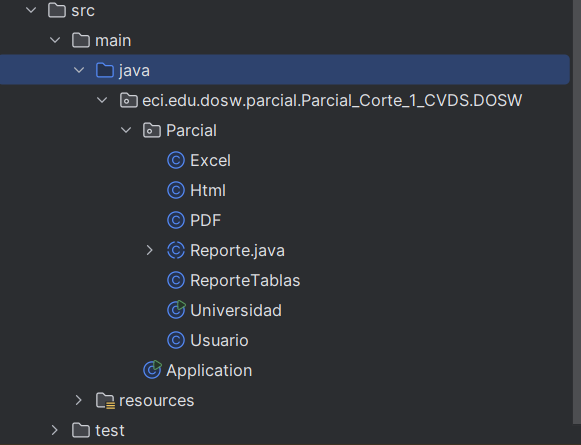 src
main
java
eci.edu.dosw.parcial.Parcial_Corte_1_CVDS.DOSW
Parcial
Excel
Html
PDF
Reporte.java
ReporteTablas
Universidad
Usuario
Application
resources
test